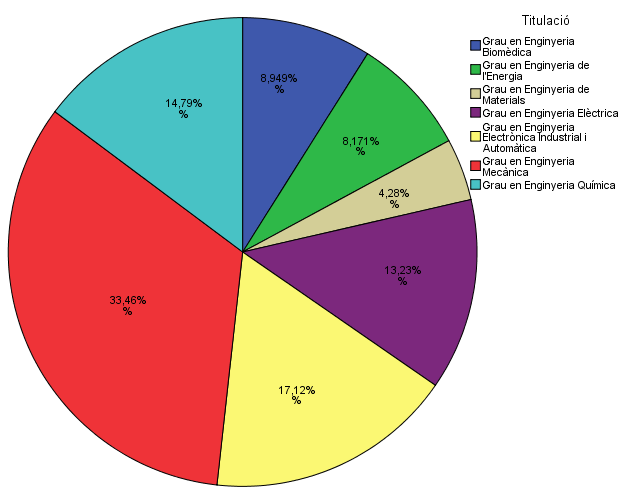 Titulació
Grau en Enginyeria
Biomèdica
Grau en Enginyeria de
l'Energia
Grau en Enginyeria de
Materials
Grau en Enginyeria Elèctrica
Grau en Enginyeria
Electrònica Industrial i
Automàtica
Grau en Enginyeria
Mecànica
Grau en Enginyeria Química
8,949%
%
8,171%
%
4,28%
%
13,23%
%
17,12%
%
33,46%
%
14,79%
%